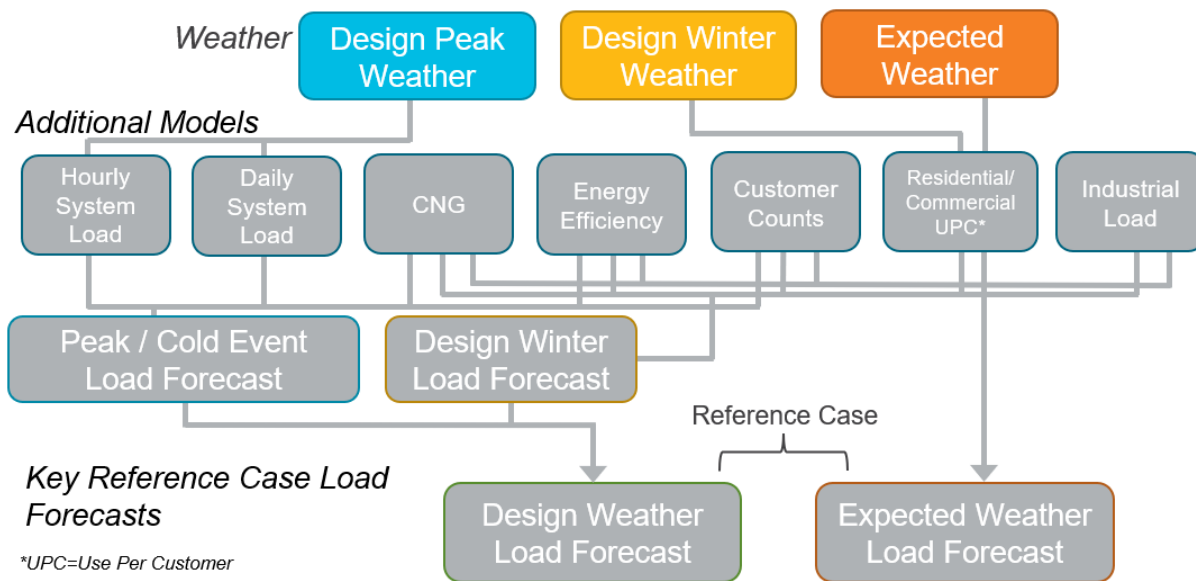 Weather
Design Peak
Weather
Design Winter
Weather
Expected
Weather
Additional Models
Hourly
System
Load
Daily
System
Load
CNG
Energy
Efficiency
Customer
Counts
Residential/
Commercial
UPC*
Industrial
Load
Peak / Cold Event
Load Forecast
Design Winter
Load Forecast
Reference Case
Key Reference Case Load
Forecasts
Design Weather
Load Forecast
Expected Weather
Load Forecast
*UPC=Use Per Customer